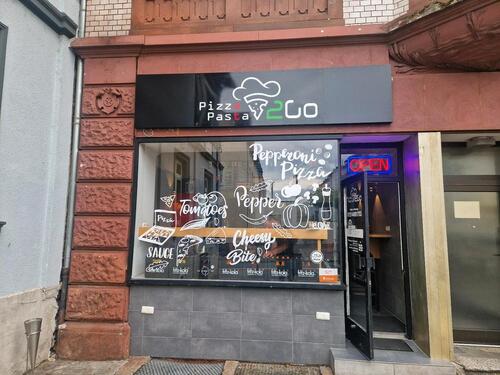 Pizza
Pasta
2Go
Pepperoni
Pizza
OPEN
Tomatoes
Pepper
Pizza
SAUCE
Cheesy
Bite